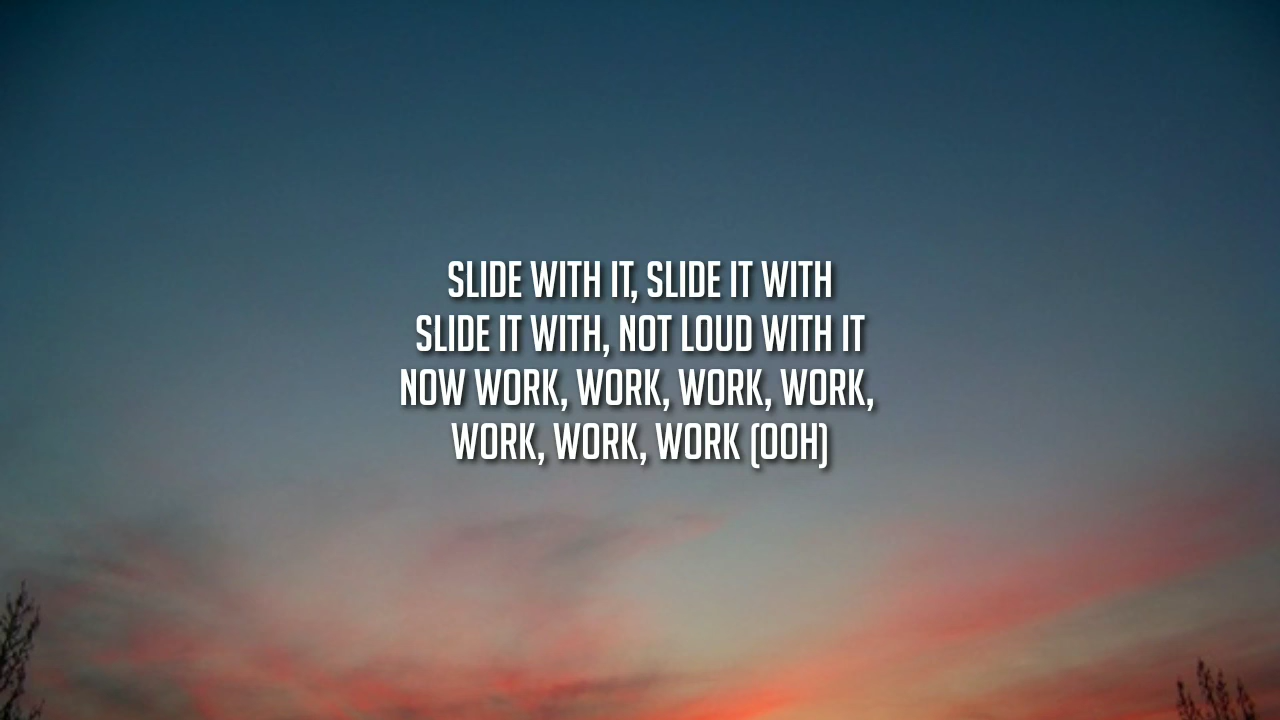 SLIDE WITH IT, SLIDE IT WITH
SLIDE IT WITH, NOT LOUD WITH IT
NOW WORK, WORK, WORK, WORK,
WORK, WORK, WORK (OOH)